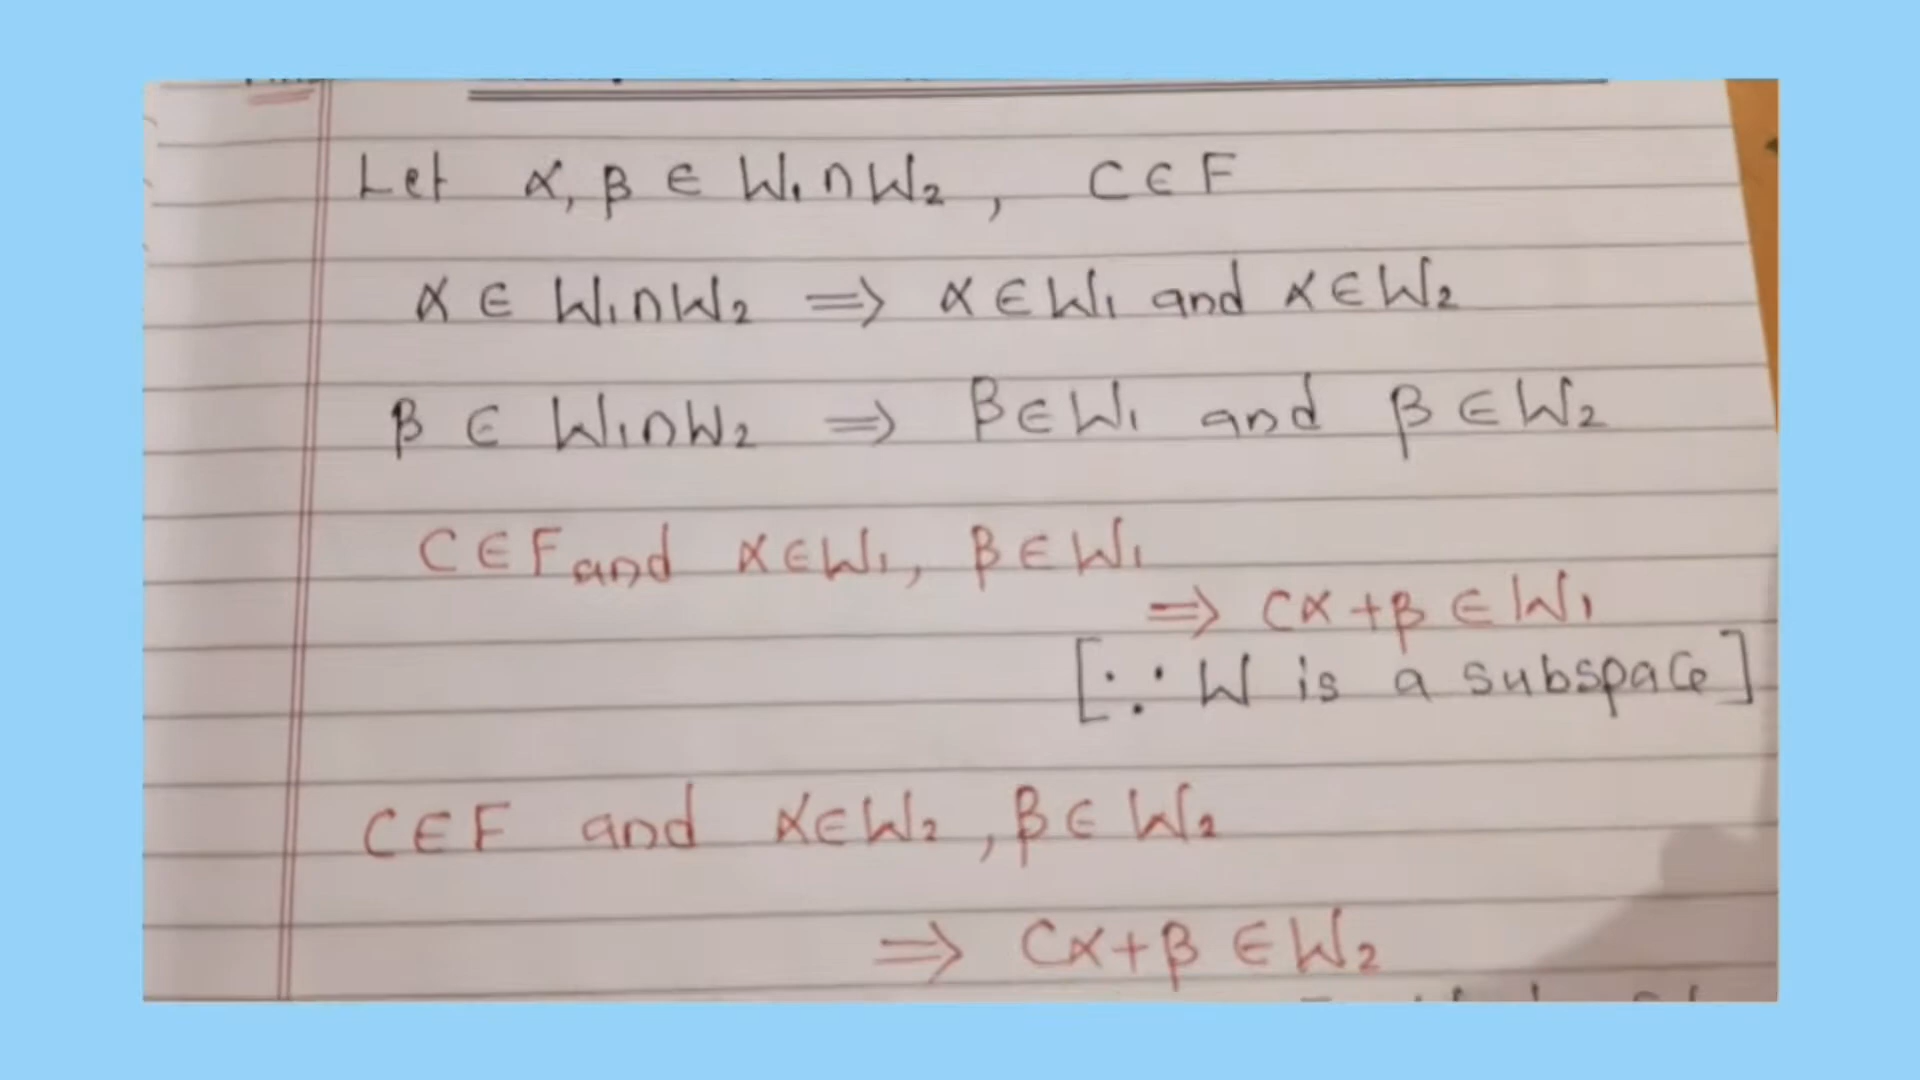 Let α, β ∈ W₁∩W₂, C∈F
α ∈ W₁∩W₂ ⇒ α∈W₁ and α∈W₂
β ∈ W₁∩W₂ ⇒ β∈W₁ and β∈W₂
C∈F and α∈W₁, β∈W₁
⇒ Cα+β ∈W₁
[∵ W is a subspace]
C∈F and α∈W₂, β∈W₂
⇒ Cα+β ∈W₂